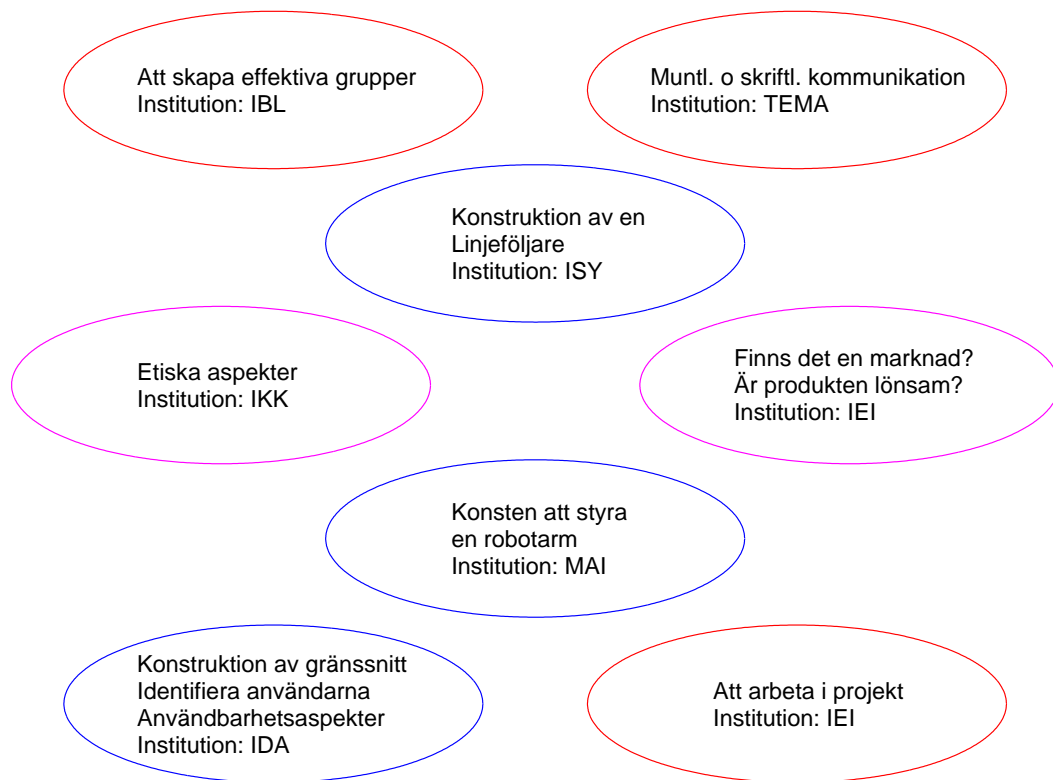 Att skapa effektiva grupper
Institution: IBL
Muntl. o skriftl. kommunikation
Institution: TEMA
Konstruktion av en
Linjeföljare
Institution: ISY
Etiska aspekter
Institution: IKK
Finns det en marknad?
Är produkten lönsam?
Institution: IEI
Konsten att styra
en robotarm
Institution: MAI
Konstruktion av gränssnitt
Identifiera användarna
Användbarhetsaspekter
Institution: IDA
Att arbeta i projekt
Institution: IEI